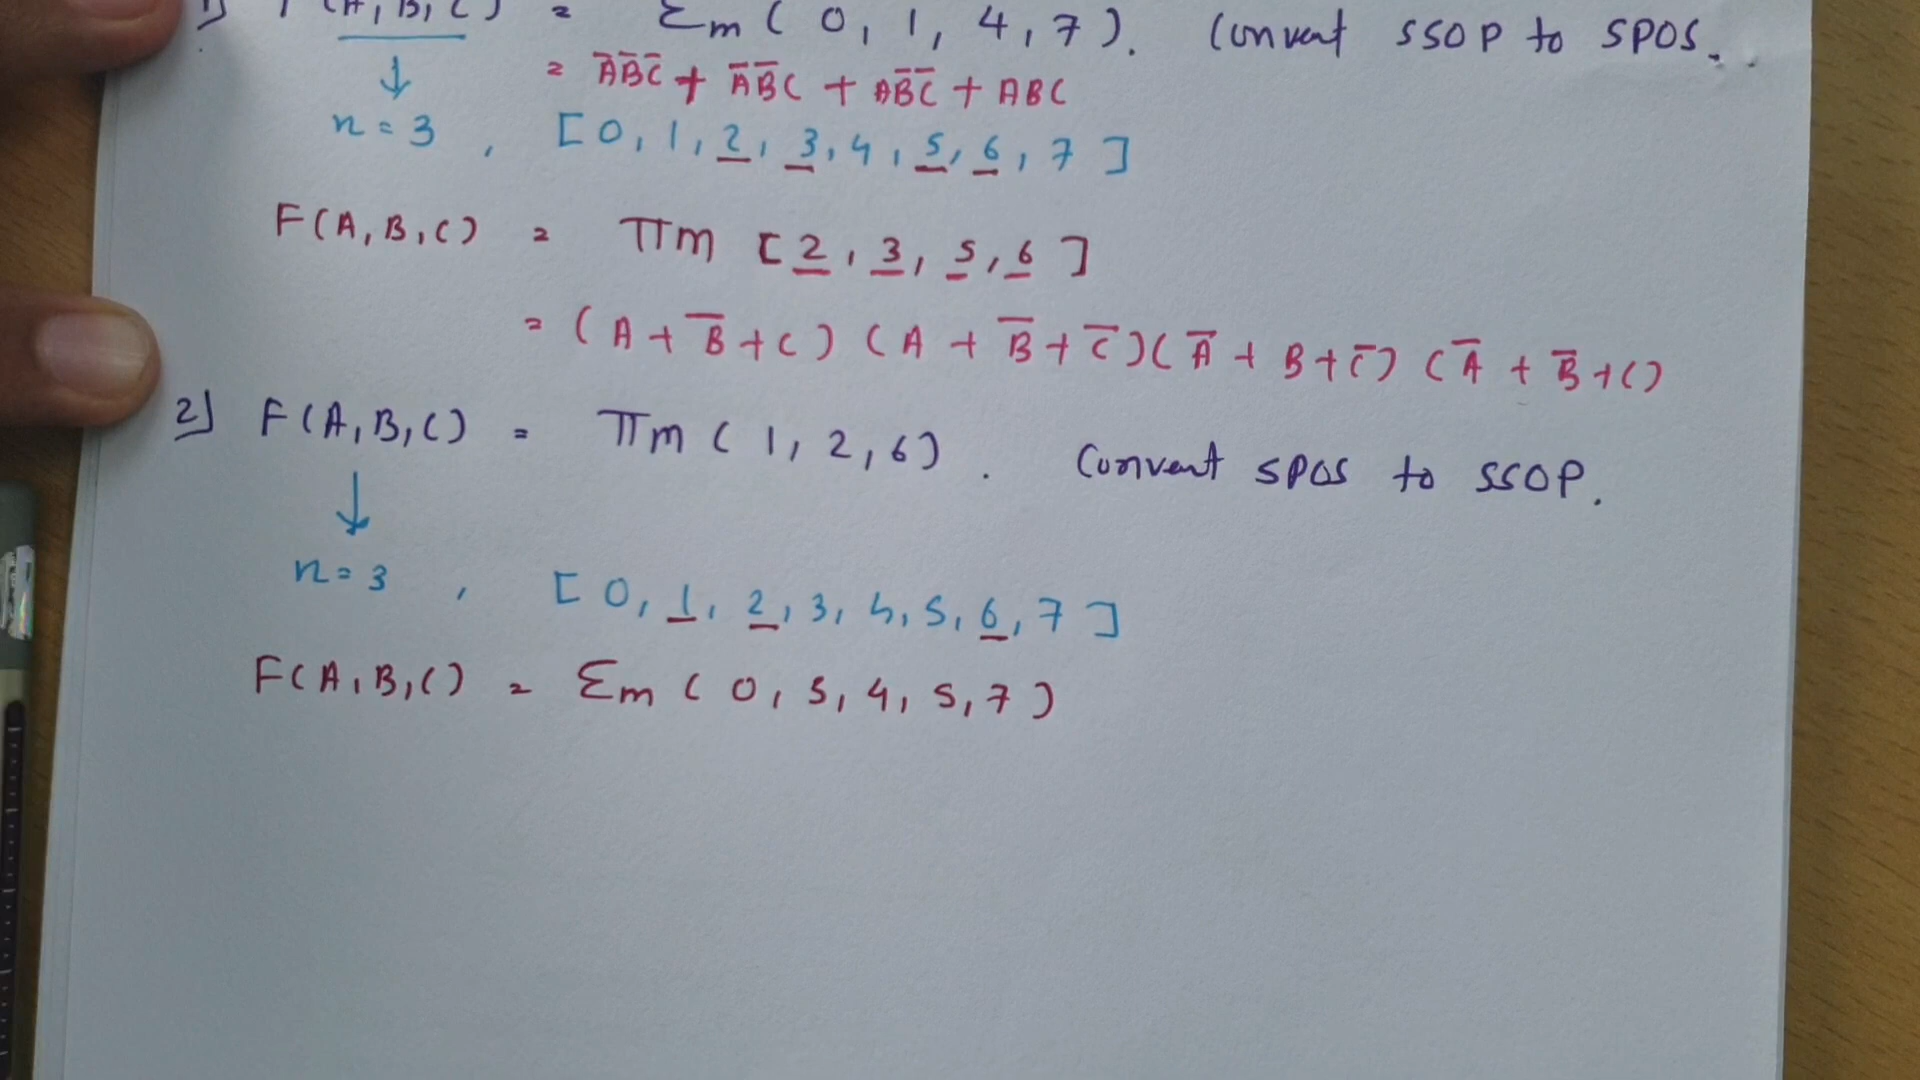 1) F(A, B, C) = Σm ( 0, 1, 4, 7 ). Convert SSOP to SPOS.
= A̅B̅C̅ + A̅B̅C + AB̅C̅ + ABC
n = 3 , [ 0, 1, 2, 3, 4, 5, 6, 7 ]
F(A, B, C) = πm [ 2, 3, 5, 6 ]
= ( A + B̅ + C ) ( A + B̅ + C̅ ) ( A̅ + B + C̅ ) ( A̅ + B̅ + C )
2) F(A, B, C) = πm ( 1, 2, 6 ) . Convert SPOS to SSOP.
n = 3 , [ 0, 1, 2, 3, 4, 5, 6, 7 ]
F(A, B, C) = Σm ( 0, 3, 4, 5, 7 )